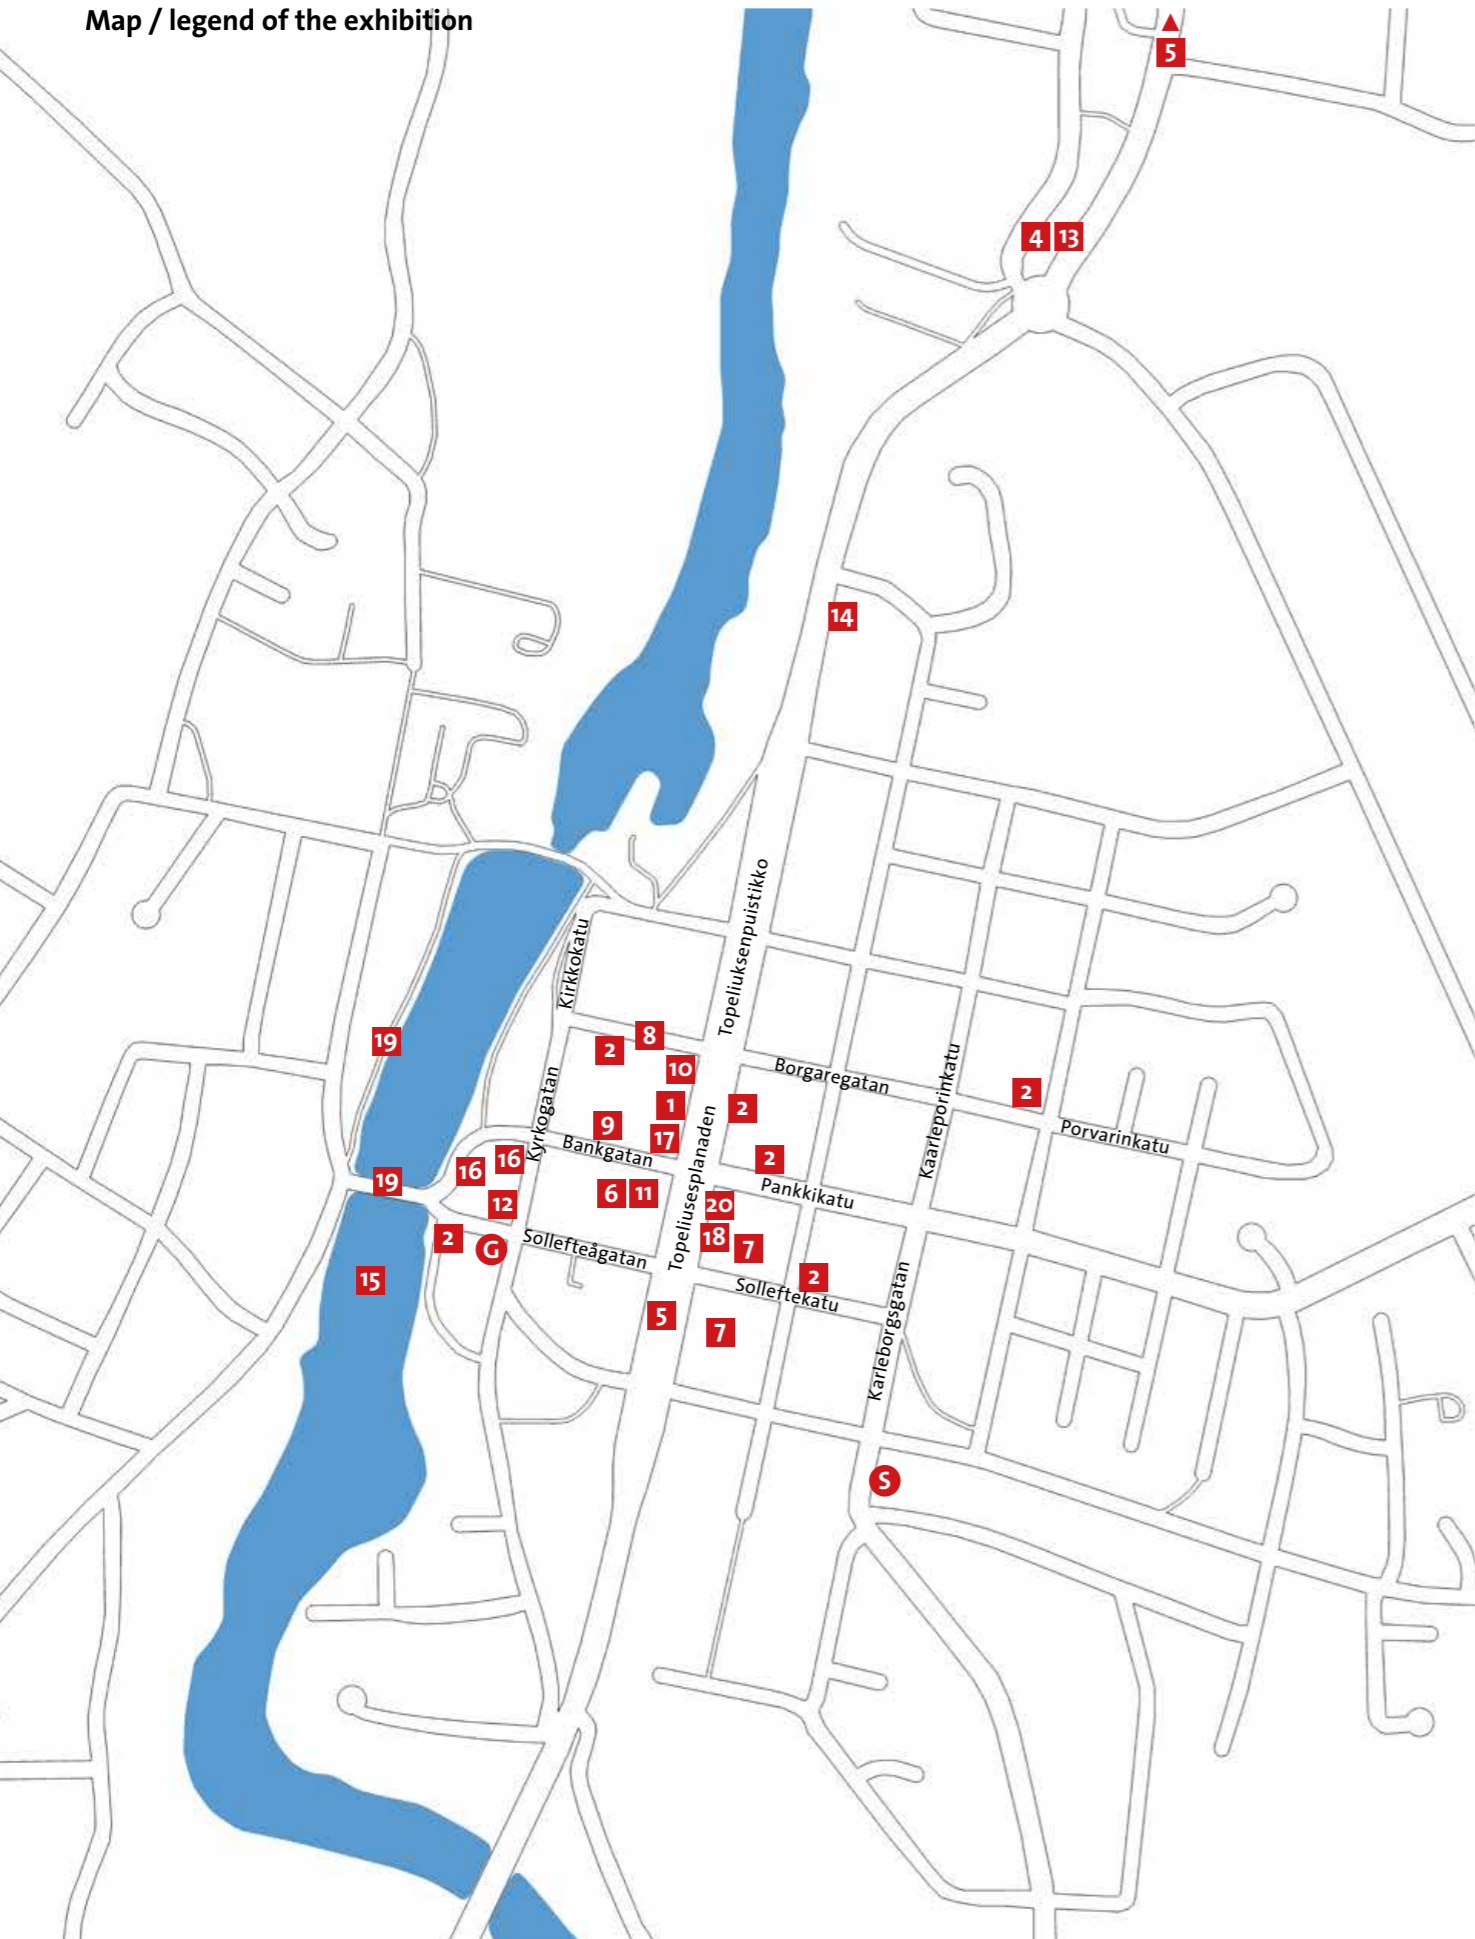 Map / legend of the exhibition
5
4 13
14
Topeliuksenpuistikko
Kirkkokatu
8
19
2
10
Borgaregatan
Kaarleporinkatu
2
1
2
Kyrkogatan
9
17
Topeliusesplanaden
Porvarinkatu
Bankgatan
16
16
2
19
6 11
Pankkikatu
12
20
2
G
Sollefteågatan
18
7
15
2
Solleftekatu
Karleborgsgatan
5
7
S